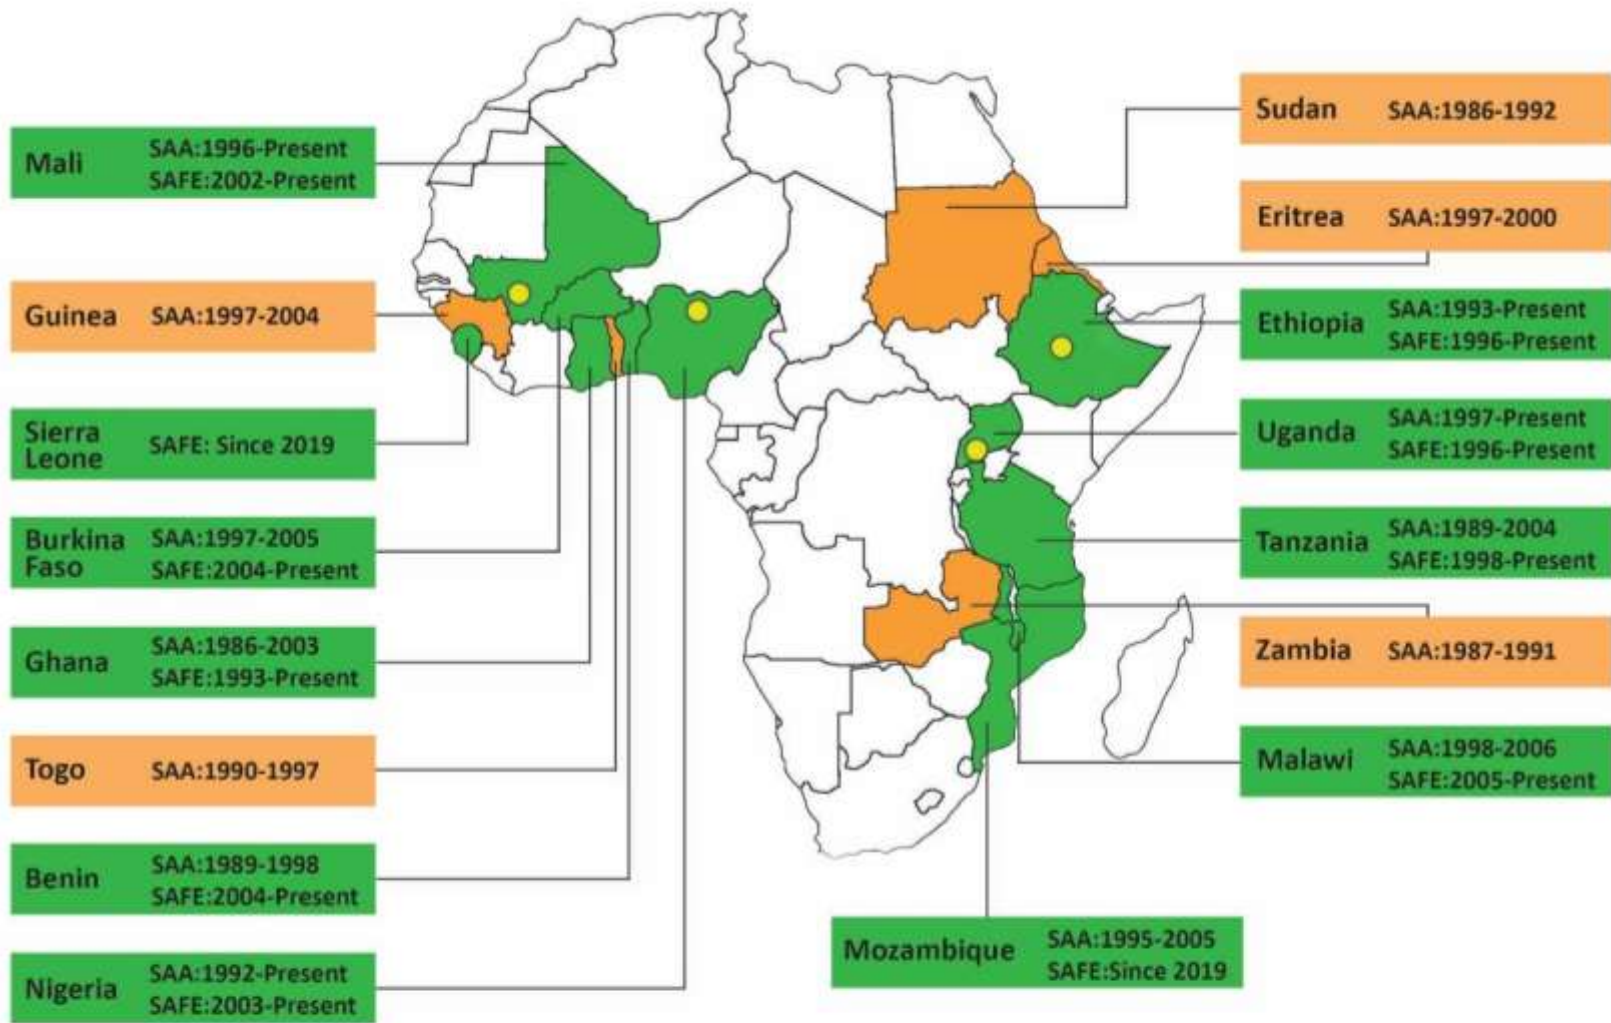 Mali
SAA:1996-Present
SAFE:2002-Present
Guinea
SAA:1997-2004
Sierra
Leone
SAFE: Since 2019
Burkina
Faso
SAA:1997-2005
SAFE:2004-Present
Ghana
SAA:1986-2003
SAFE:1993-Present
Togo
SAA:1990-1997
Benin
SAA:1989-1998
SAFE:2004-Present
Nigeria
SAA:1992-Present
SAFE:2003-Present
Sudan
SAA:1986-1992
Eritrea
SAA:1997-2000
Ethiopia
SAA:1993-Present
SAFE:1996-Present
Uganda
SAA:1997-Present
SAFE:1996-Present
Tanzania
SAA:1989-2004
SAFE:1998-Present
Zambia
SAA:1987-1991
Malawi
SAA:1998-2006
SAFE:2005-Present
Mozambique
SAA:1995-2005
SAFE:Since 2019